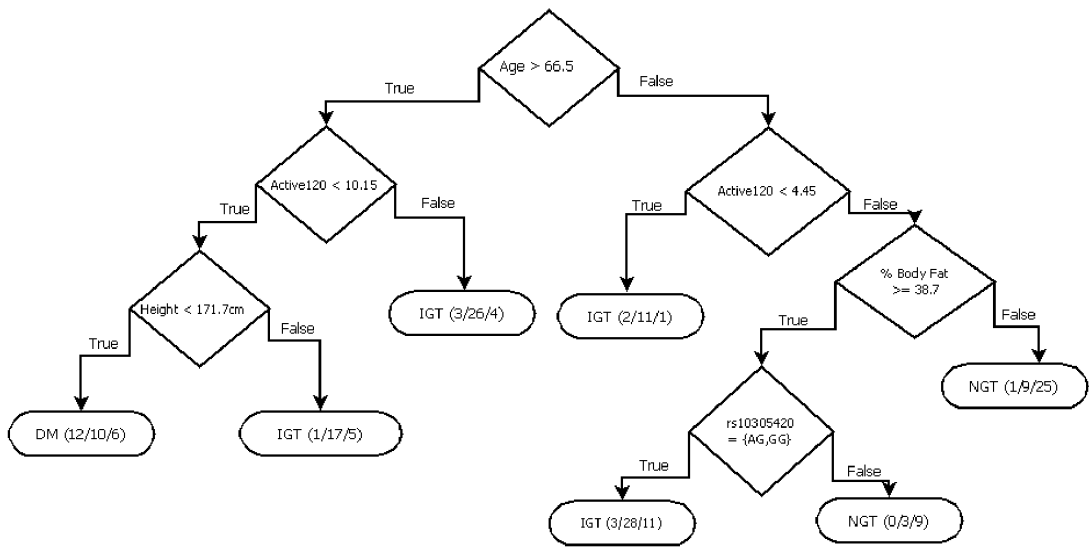 Age > 66.5
True
False
Active120 < 10.15
Active120 < 4.45
True
False
True
False
Height < 171.7cm
IGT (3/26/4)
IGT (2/11/1)
% Body Fat
>= 38.7
True
False
True
False
DM (12/10/6)
IGT (1/17/5)
NGT (1/9/25)
rs10305420
= {AG,GG}
True
False
IGT (3/28/11)
NGT (0/3/9)